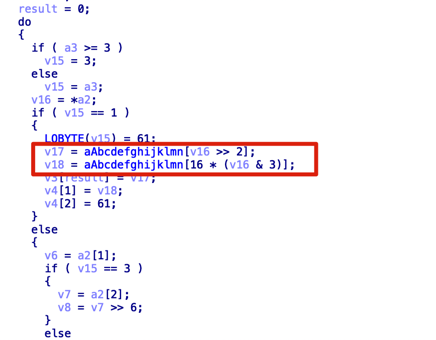 result = 0;
do
{
if ( a3 >= 3 )
v15 = 3;
else
v15 = a3;
v16 = *a2;
if ( v15 == 1 )
{
LOBYTE(v15) = 61;
v17 = aAbcdefghijklmn[v16 >> 2];
v18 = aAbcdefghijklmn[16 * (v16 & 3)];
v3[result] = v17;
v4[1] = v18;
v4[2] = 61;
}
else
{
v6 = a2[1];
if ( v15 == 3 )
{
v7 = a2[2];
v8 = v7 >> 6;
}
else